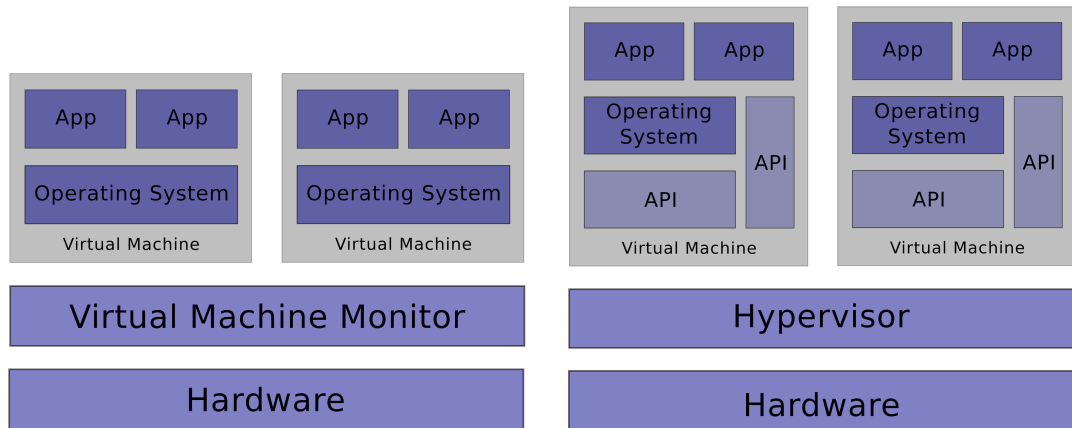 App App
Operating System
Virtual Machine
App App
Operating System
Virtual Machine
Virtual Machine Monitor
Hardware
App App
Operating
System
API
API
Virtual Machine
App App
Operating
System
API
API
Virtual Machine
Hypervisor
Hardware